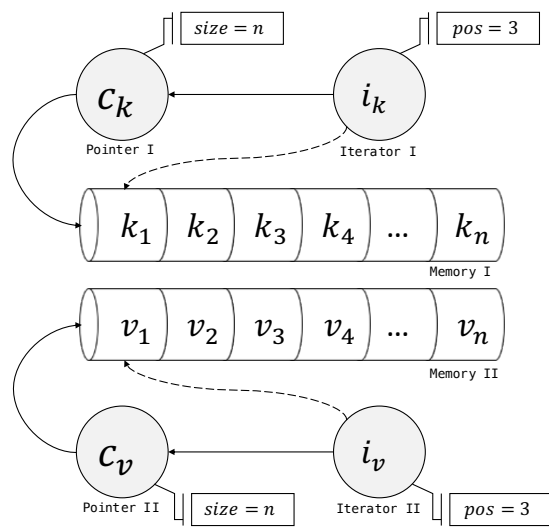 size = n
pos = 3
c_k
i_k
Pointer I
Iterator I
k_1 k_2 k_3 k_4 ... k_n
Memory I
v_1 v_2 v_3 v_4 ... v_n
Memory II
c_v
i_v
Pointer II
Iterator II
size = n
pos = 3